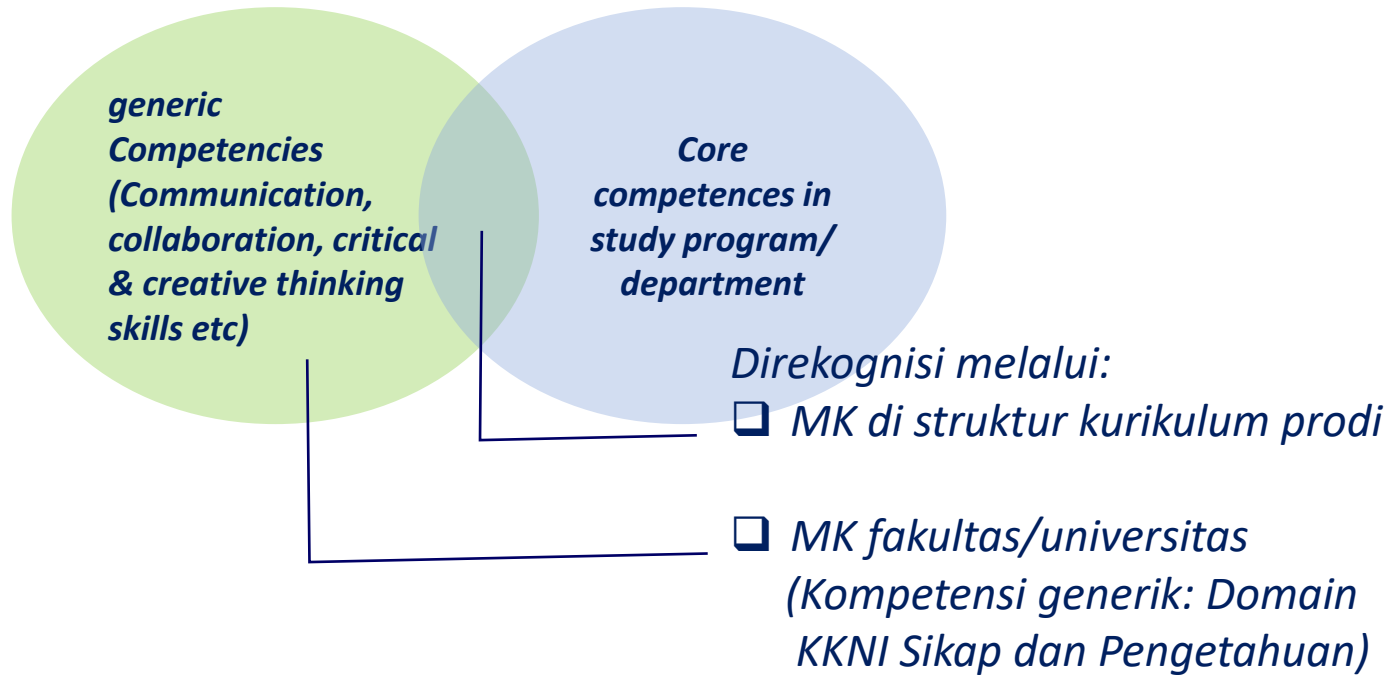 generic
Competencies
(Communication,
collaboration, critical
& creative thinking
skills etc)
Core
competences in
study program/
department
Direkognisi melalui:
❑ MK di struktur kurikulum prodi
❑ MK fakultas/universitas
(Kompetensi generik: Domain
KKNI Sikap dan Pengetahuan)